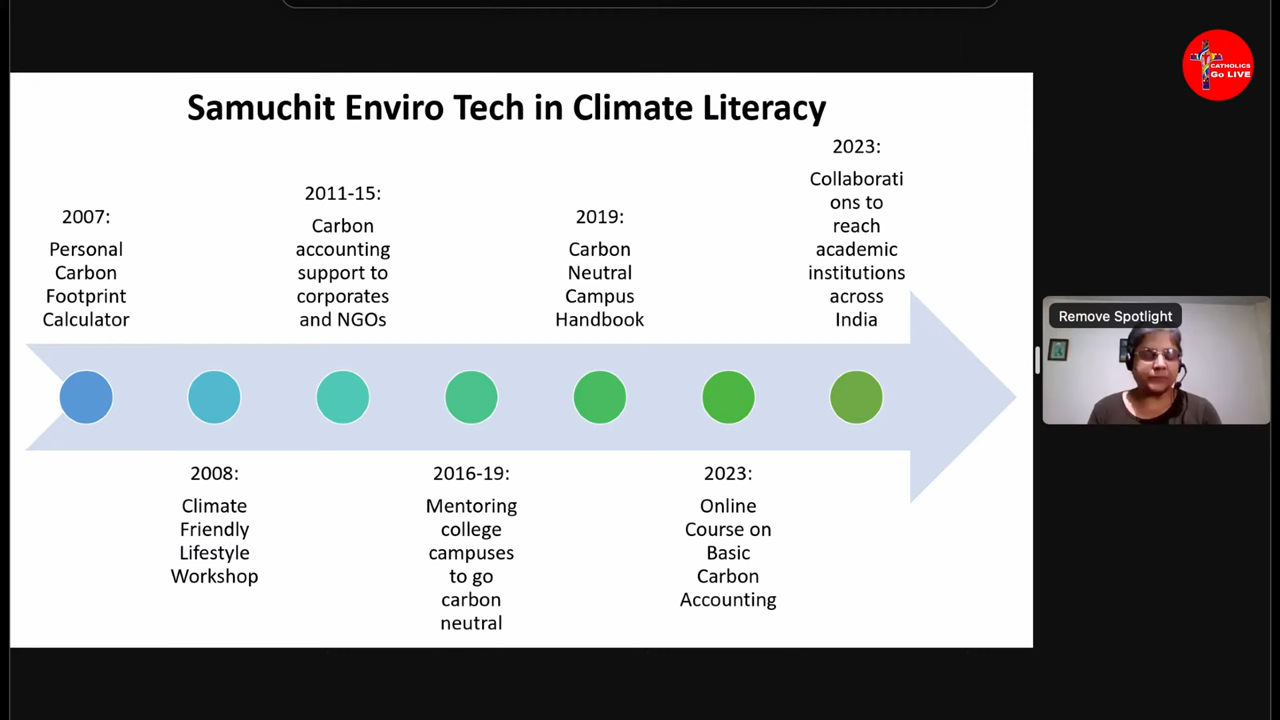 CATHOLICS
Go LIVE
Samuchit Enviro Tech in Climate Literacy
2007:
Personal
Carbon
Footprint
Calculator
2008:
Climate
Friendly
Lifestyle
Workshop
2011-15:
Carbon
accounting
support to
corporates
and NGOs
2016-19:
Mentoring
college
campuses
to go
carbon
neutral
2019:
Carbon
Neutral
Campus
Handbook
2023:
Online
Course on
Basic
Carbon
Accounting
2023:
Collaborati
ons to
reach
academic
institutions
across
India
Remove Spotlight